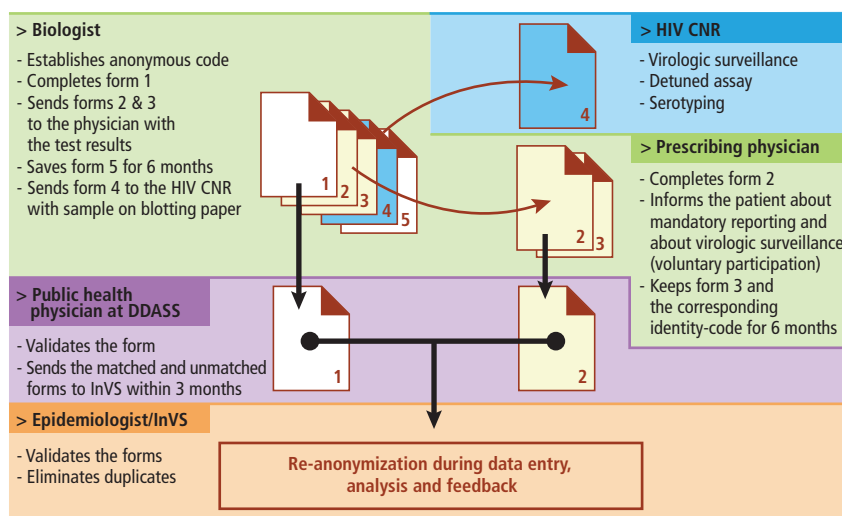 > Biologist
- Establishes anonymous code
- Completes form 1
- Sends forms 2 & 3
to the physician with
the test results
- Saves form 5 for 6 months
- Sends form 4 to the HIV CNR
with sample on blotting paper
1
2
3
4
5
> HIV CNR
- Virologic surveillance
- Detuned assay
- Serotyping
4
> Prescribing physician
- Completes form 2
- Informs the patient about
mandatory reporting and
about virologic surveillance
(voluntary participation)
- Keeps form 3 and
the corresponding
identity-code for 6 months
2
3
> Public health
physician at DDASS
- Validates the form
- Sends the matched and unmatched
forms to InVS within 3 months
1
2
> Epidemiologist/InVS
- Validates the forms
- Eliminates duplicates
Re-anonymization during data entry,
analysis and feedback